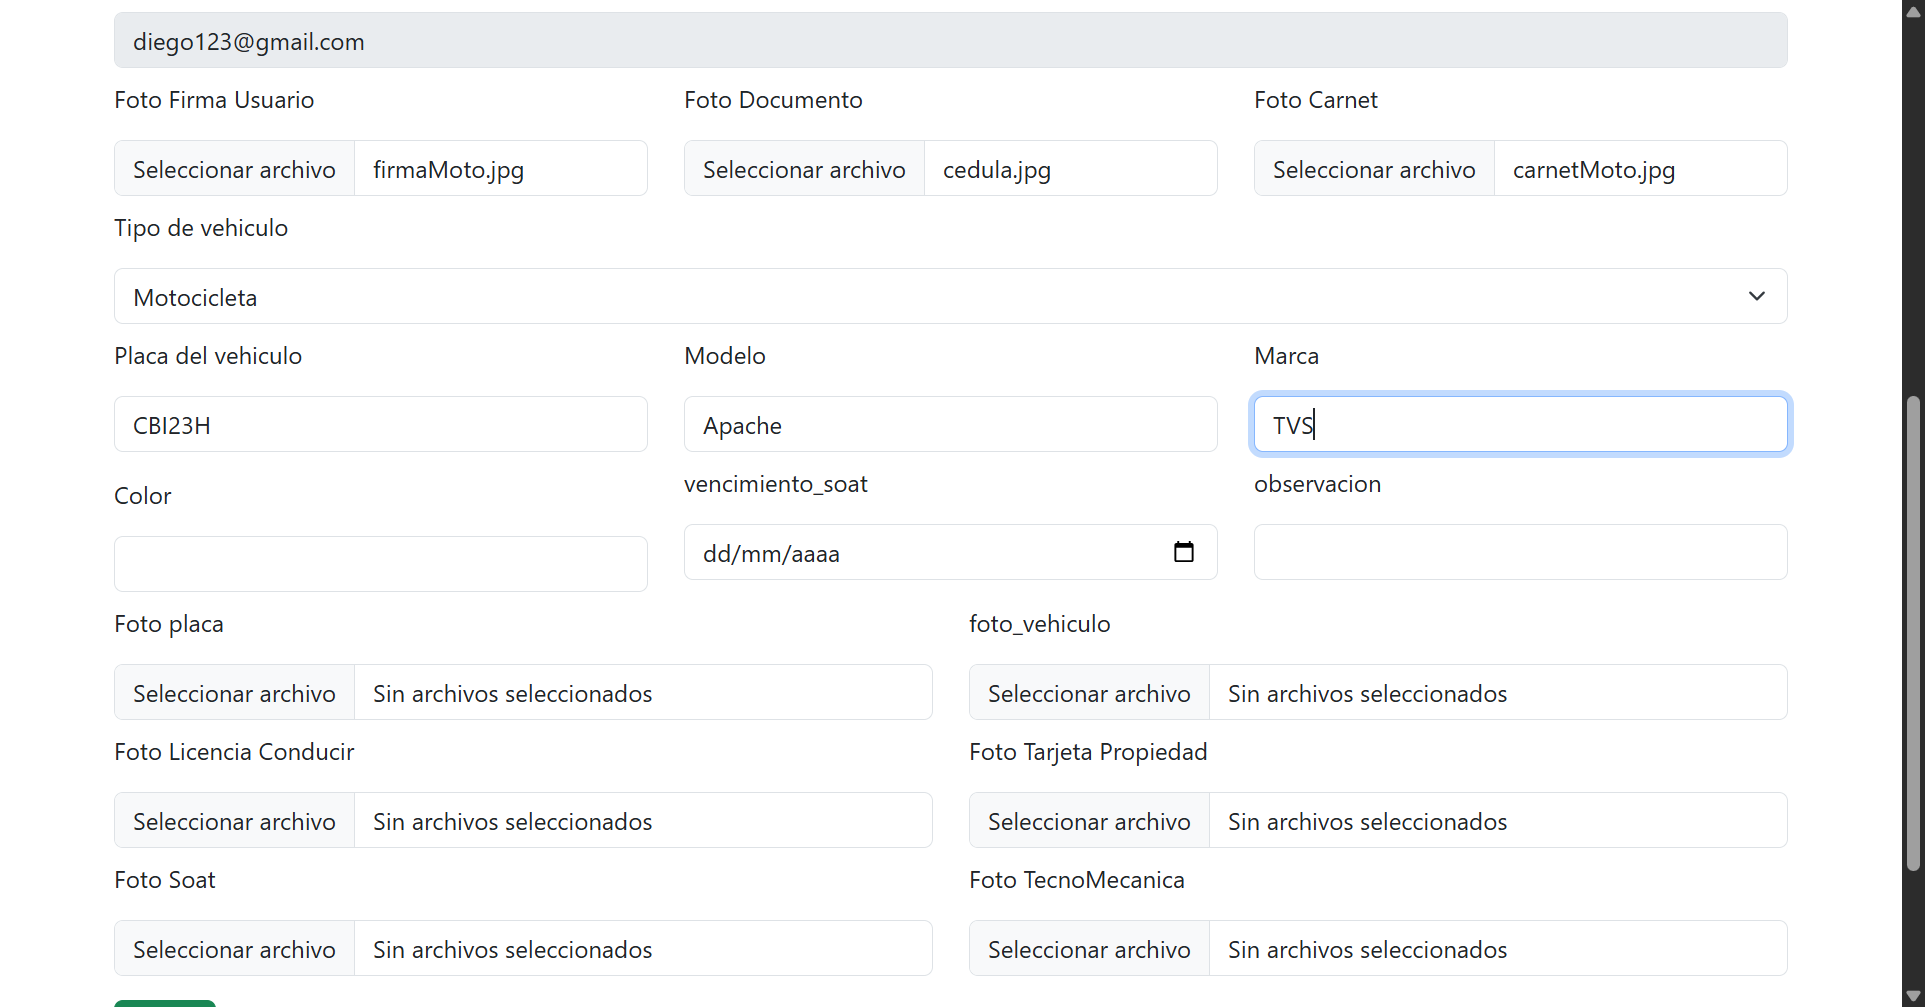 diego123@gmail.com
Foto Firma Usuario Foto Documento Foto Carnet
Seleccionar archivo firmaMoto.jpg Seleccionar archivo cedula.jpg Seleccionar archivo carnetMoto.jpg
Tipo de vehiculo
Motocicleta
Placa del vehiculo Modelo Marca
CBI23H Apache TVS
Color vencimiento_soat observacion
dd/mm/aaaa
Foto placa foto_vehiculo
Seleccionar archivo Sin archivos seleccionados Seleccionar archivo Sin archivos seleccionados
Foto Licencia Conducir Foto Tarjeta Propiedad
Seleccionar archivo Sin archivos seleccionados Seleccionar archivo Sin archivos seleccionados
Foto Soat Foto TecnoMecanica
Seleccionar archivo Sin archivos seleccionados Seleccionar archivo Sin archivos seleccionados